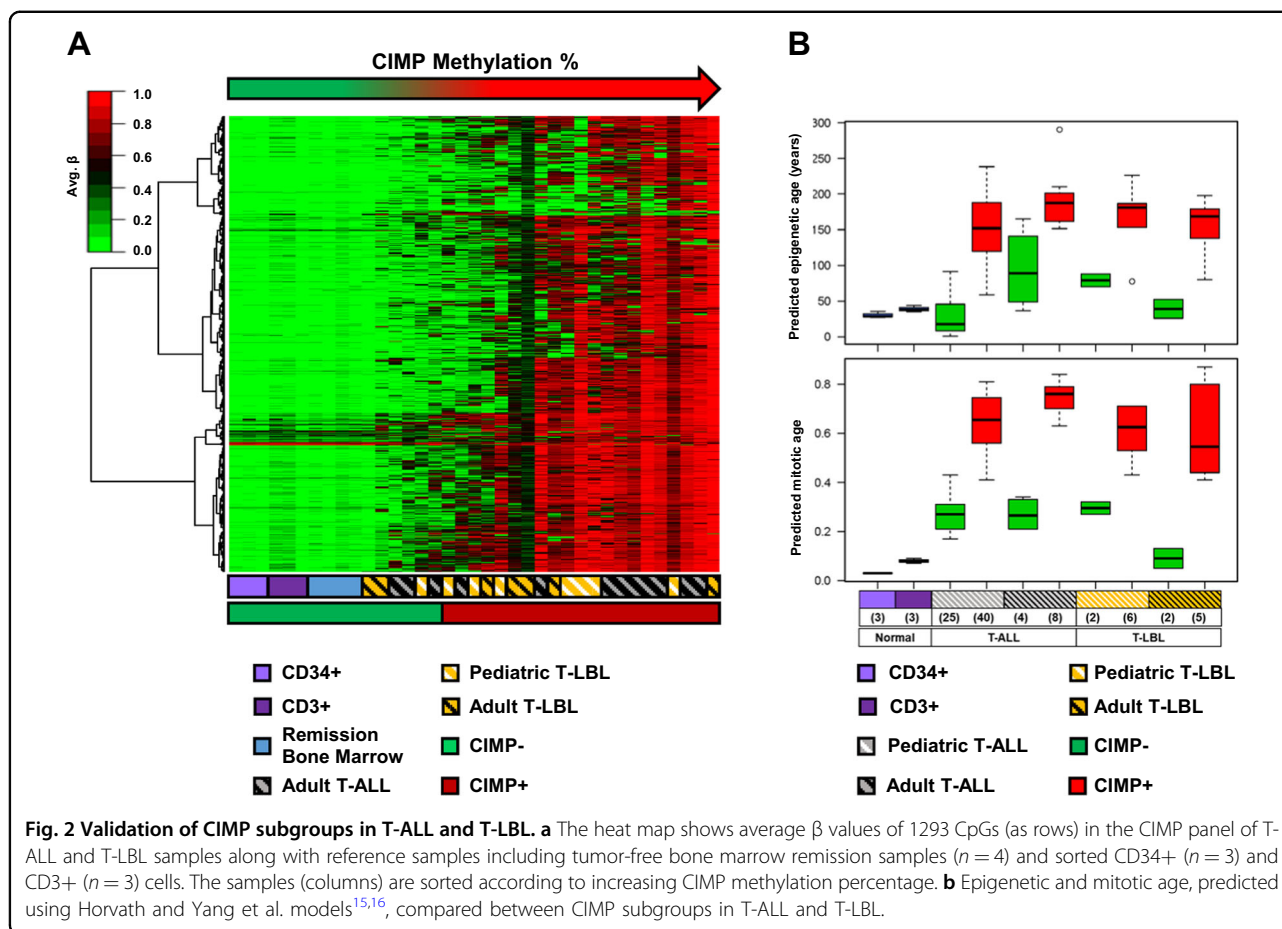 A
CIMP Methylation %
Avg. β
1.0
0.8
0.6
0.4
0.2
0.0
CD34+
CD3+
Remission
Bone Marrow
Adult T-ALL
Pediatric T-LBL
Adult T-LBL
CIMP-
CIMP+
B
Predicted epigenetic age (years)
300
250
200
150
100
50
0
Predicted mitotic age
0.8
0.6
0.4
0.2
0.0
(3) (3) (25) (40) (4) (8) (2) (6) (2) (5)
Normal T-ALL T-LBL
CD34+
CD3+
Pediatric T-ALL
Adult T-ALL
Pediatric T-LBL
Adult T-LBL
CIMP-
CIMP+
Fig. 2 Validation of CIMP subgroups in T-ALL and T-LBL. a The heat map shows average β values of 1293 CpGs (as rows) in the CIMP panel of T-
ALL and T-LBL samples along with reference samples including tumor-free bone marrow remission samples (n = 4) and sorted CD34+ (n = 3) and
CD3+ (n = 3) cells. The samples (columns) are sorted according to increasing CIMP methylation percentage. b Epigenetic and mitotic age, predicted
using Horvath and Yang et al. models15,16, compared between CIMP subgroups in T-ALL and T-LBL.